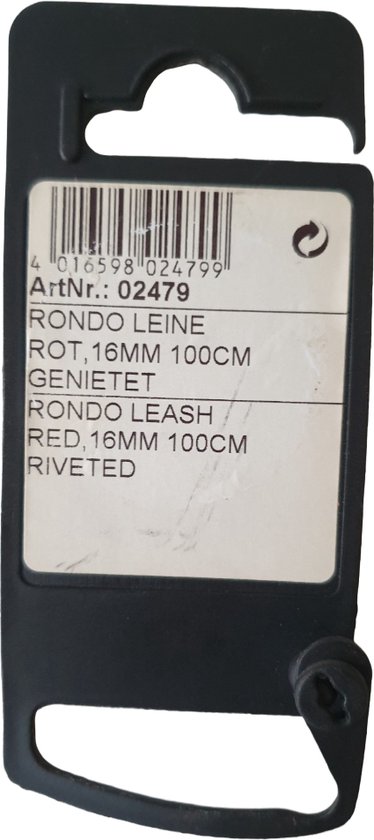 4 016598 024799
ArtNr.: 02479
RONDO LEINE
ROT,16MM 100CM
GENIETET
RONDO LEASH
RED,16MM 100CM
RIVETED